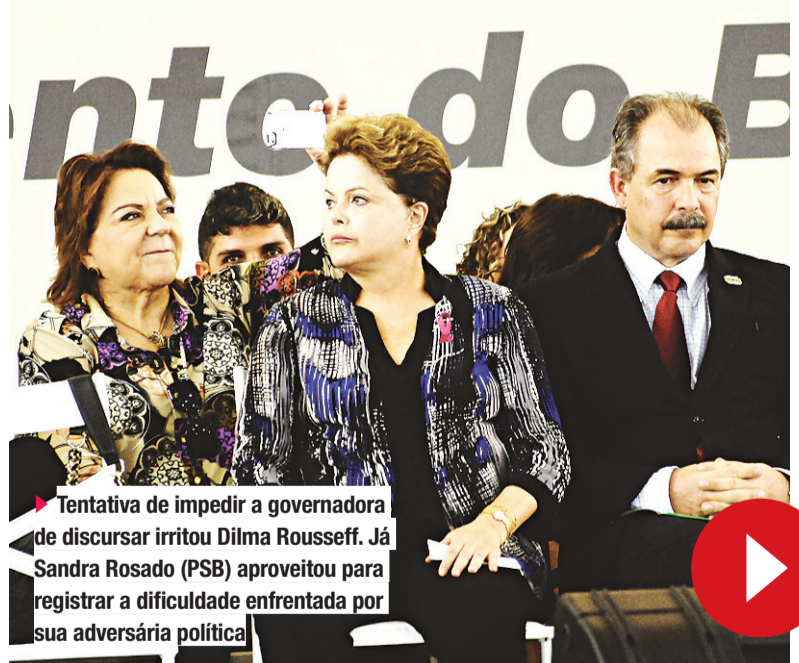 ento do B
Tentativa de impedir a governadora
de discursar irritou Dilma Rousseff. Já
Sandra Rosado (PSB) aproveitou para
registrar a dificuldade enfrentada por
sua adversária política